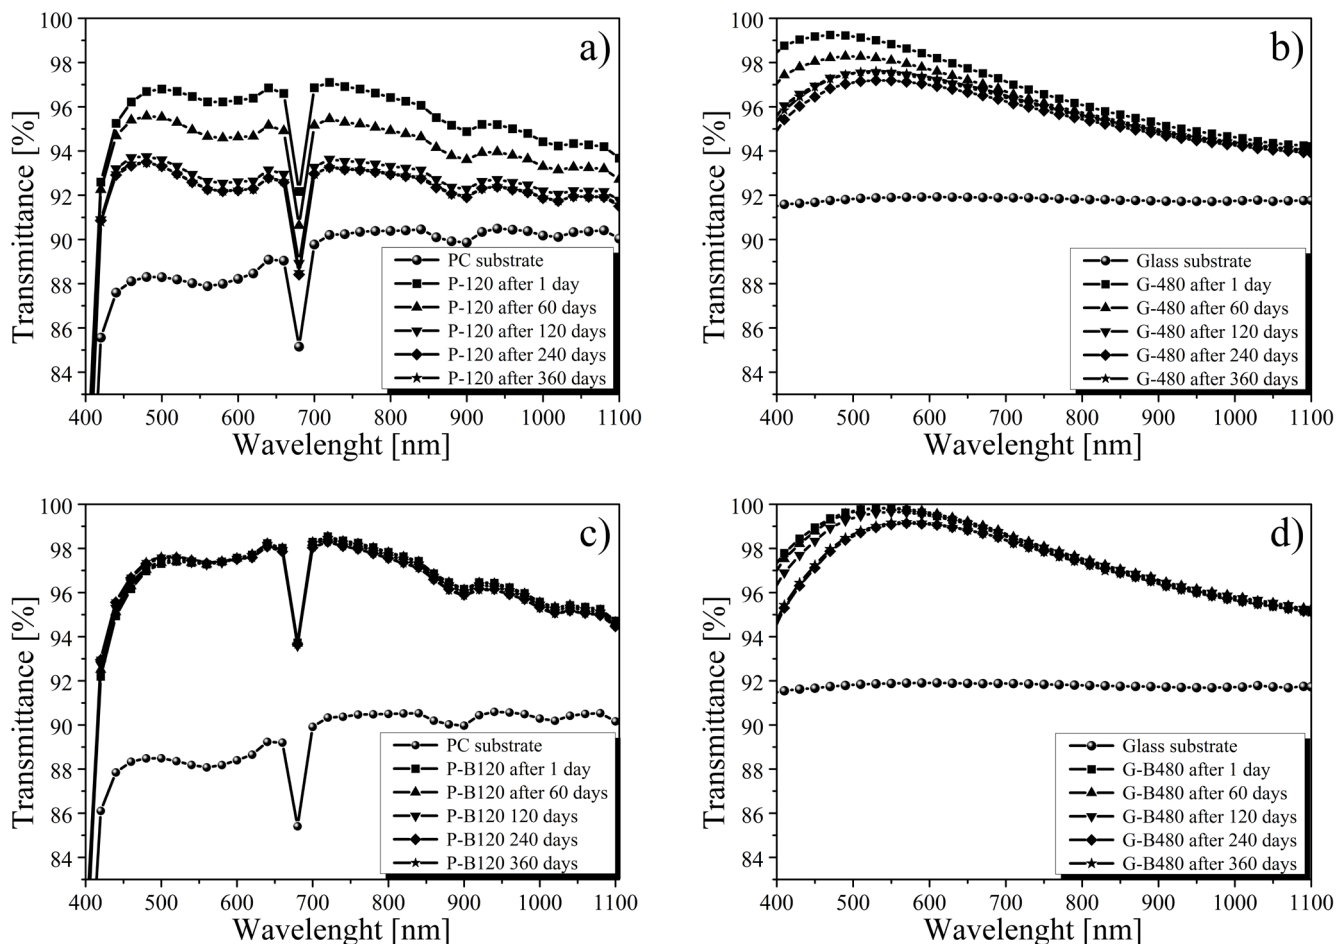 a)
100
98
96
94
92
90
88
86
84
Transmittance [%]
PC substrate
P-120 after 1 day
P-120 after 60 days
P-120 after 120 days
P-120 after 240 days
P-120 after 360 days
400 500 600 700 800 900 1000 1100
Wavelenght [nm]
b)
100
98
96
94
92
90
88
86
84
Transmittance [%]
Glass substrate
G-480 after 1 day
G-480 after 60 days
G-480 after 120 days
G-480 after 240 days
G-480 after 360 days
400 500 600 700 800 900 1000 1100
Wavelenght [nm]
c)
100
98
96
94
92
90
88
86
84
Transmittance [%]
PC substrate
P-B120 after 1 day
P-B120 after 60 days
P-B120 120 days
P-B120 240 days
P-B120 360 days
400 500 600 700 800 900 1000 1100
Wavelenght [nm]
d)
100
98
96
94
92
90
88
86
84
Transmittance [%]
Glass substrate
G-B480 after 1 day
G-B480 after 60 days
G-B480 after 120 days
G-B480 after 240 days
G-B480 after 360 days
400 500 600 700 800 900 1000 1100
Wavelenght [nm]